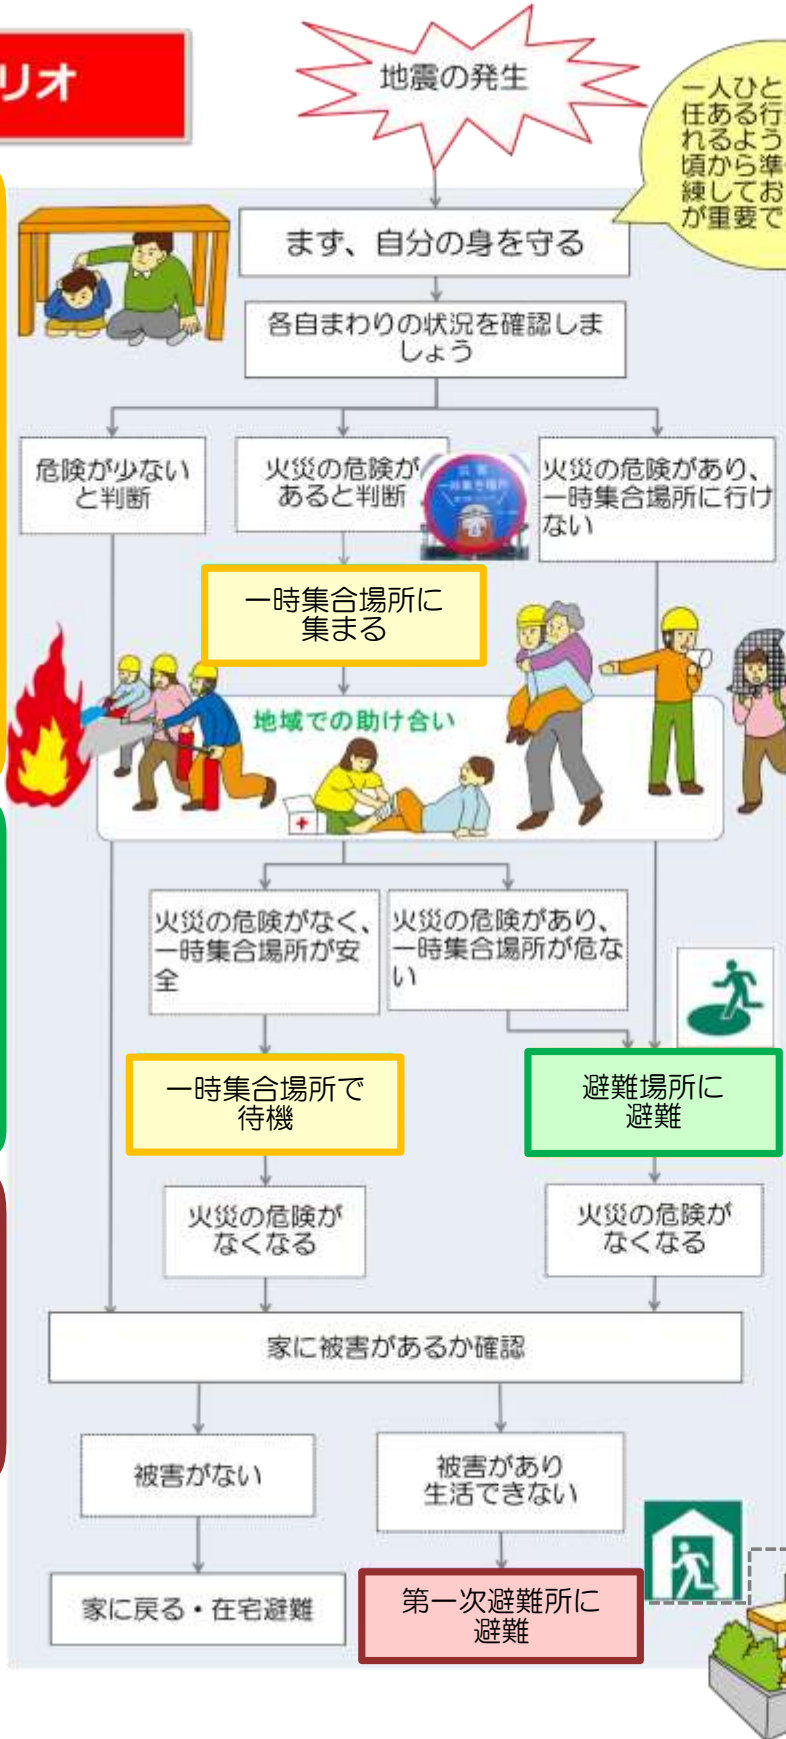 リオ
地震の発生
一人ひと
任ある行
れるよう
頃から準
練してお
が重要で
まず、自分の身を守る
各自まわりの状況を確認しま
しょう
危険が少ない
と判断
火災の危険が
あると判断
災害
一時集合場所
火災の危険があり、
一時集合場所に行け
ない
一時集合場所に
集まる
地域での助け合い
火災の危険がなく、
一時集合場所が安
全
火災の危険があり、
一時集合場所が危な
い
一時集合場所で
待機
避難場所に
避難
火災の危険が
なくなる
火災の危険が
なくなる
家に被害があるか確認
被害がない
被害があり
生活できない
家に戻る・在宅避難
第一次避難所に
避難